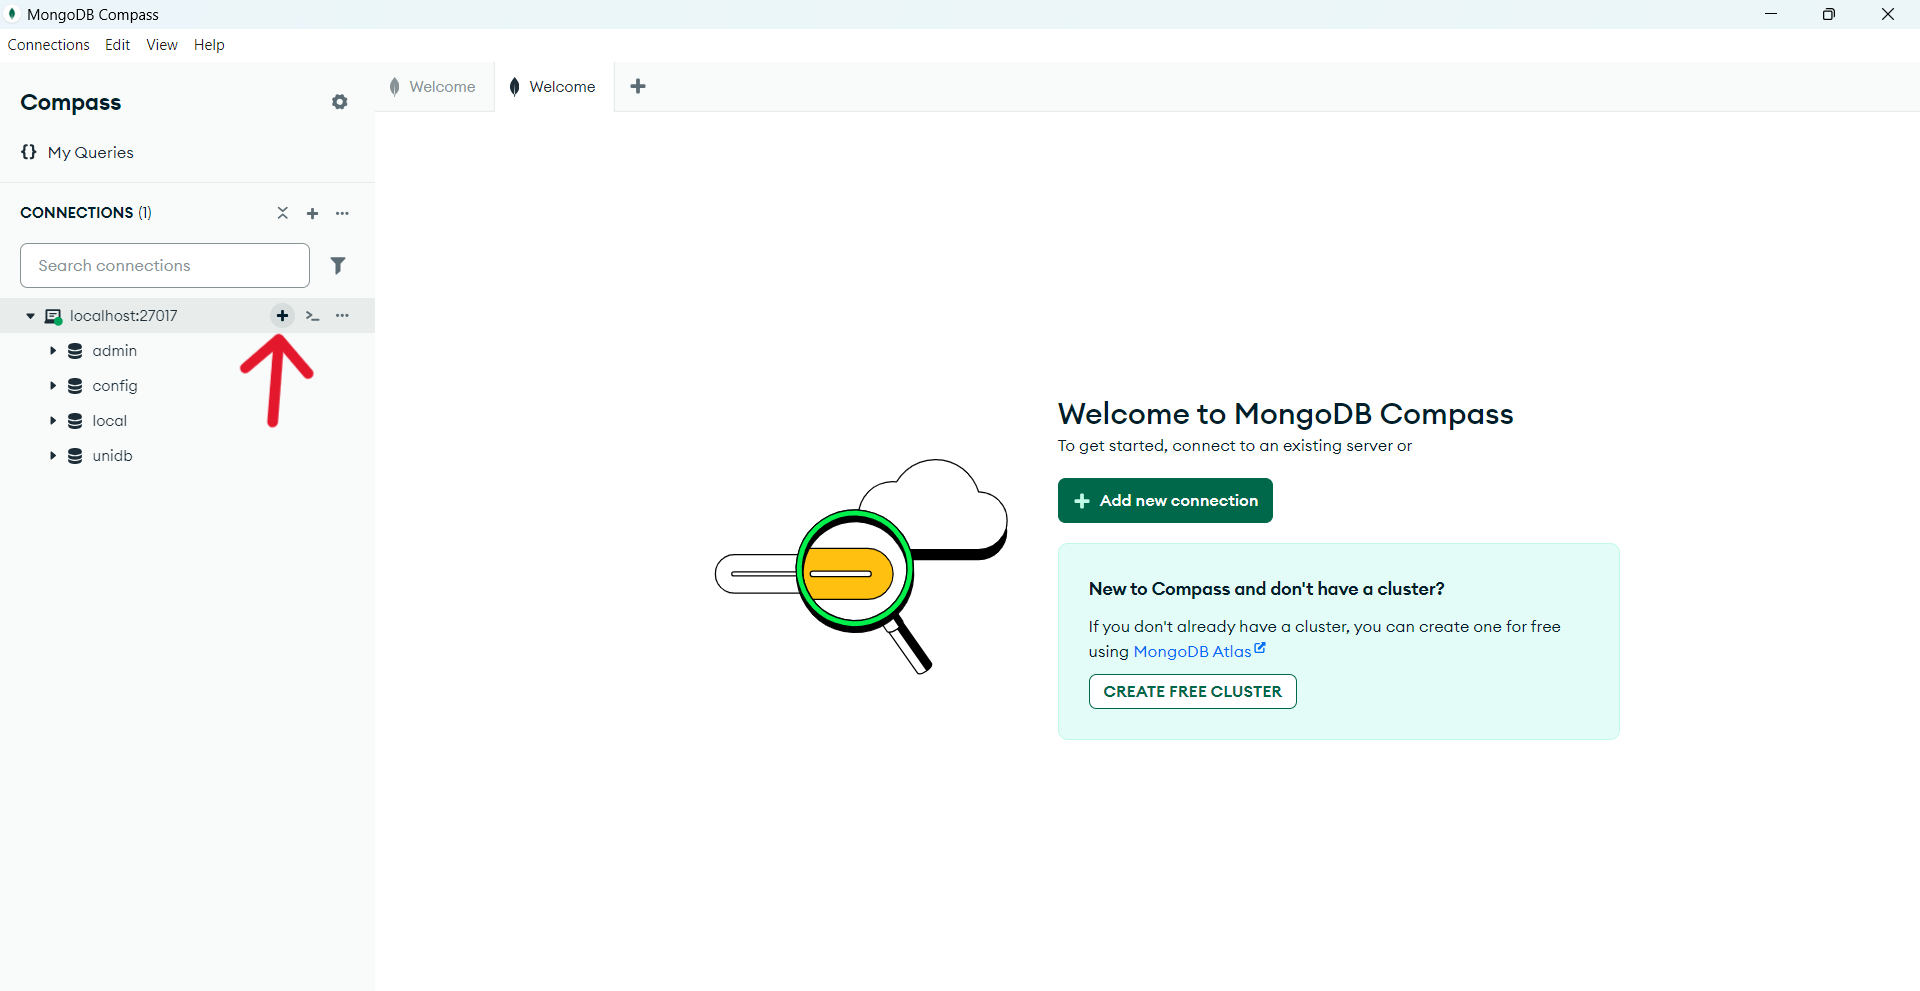 MongoDB Compass
Connections Edit View Help
Compass
My Queries
CONNECTIONS (1)
Search connections
localhost:27017
admin
config
local
unidb
Welcome
Welcome
Welcome to MongoDB Compass
To get started, connect to an existing server or
Add new connection
New to Compass and don't have a cluster?
If you don't already have a cluster, you can create one for free
using MongoDB Atlas
CREATE FREE CLUSTER